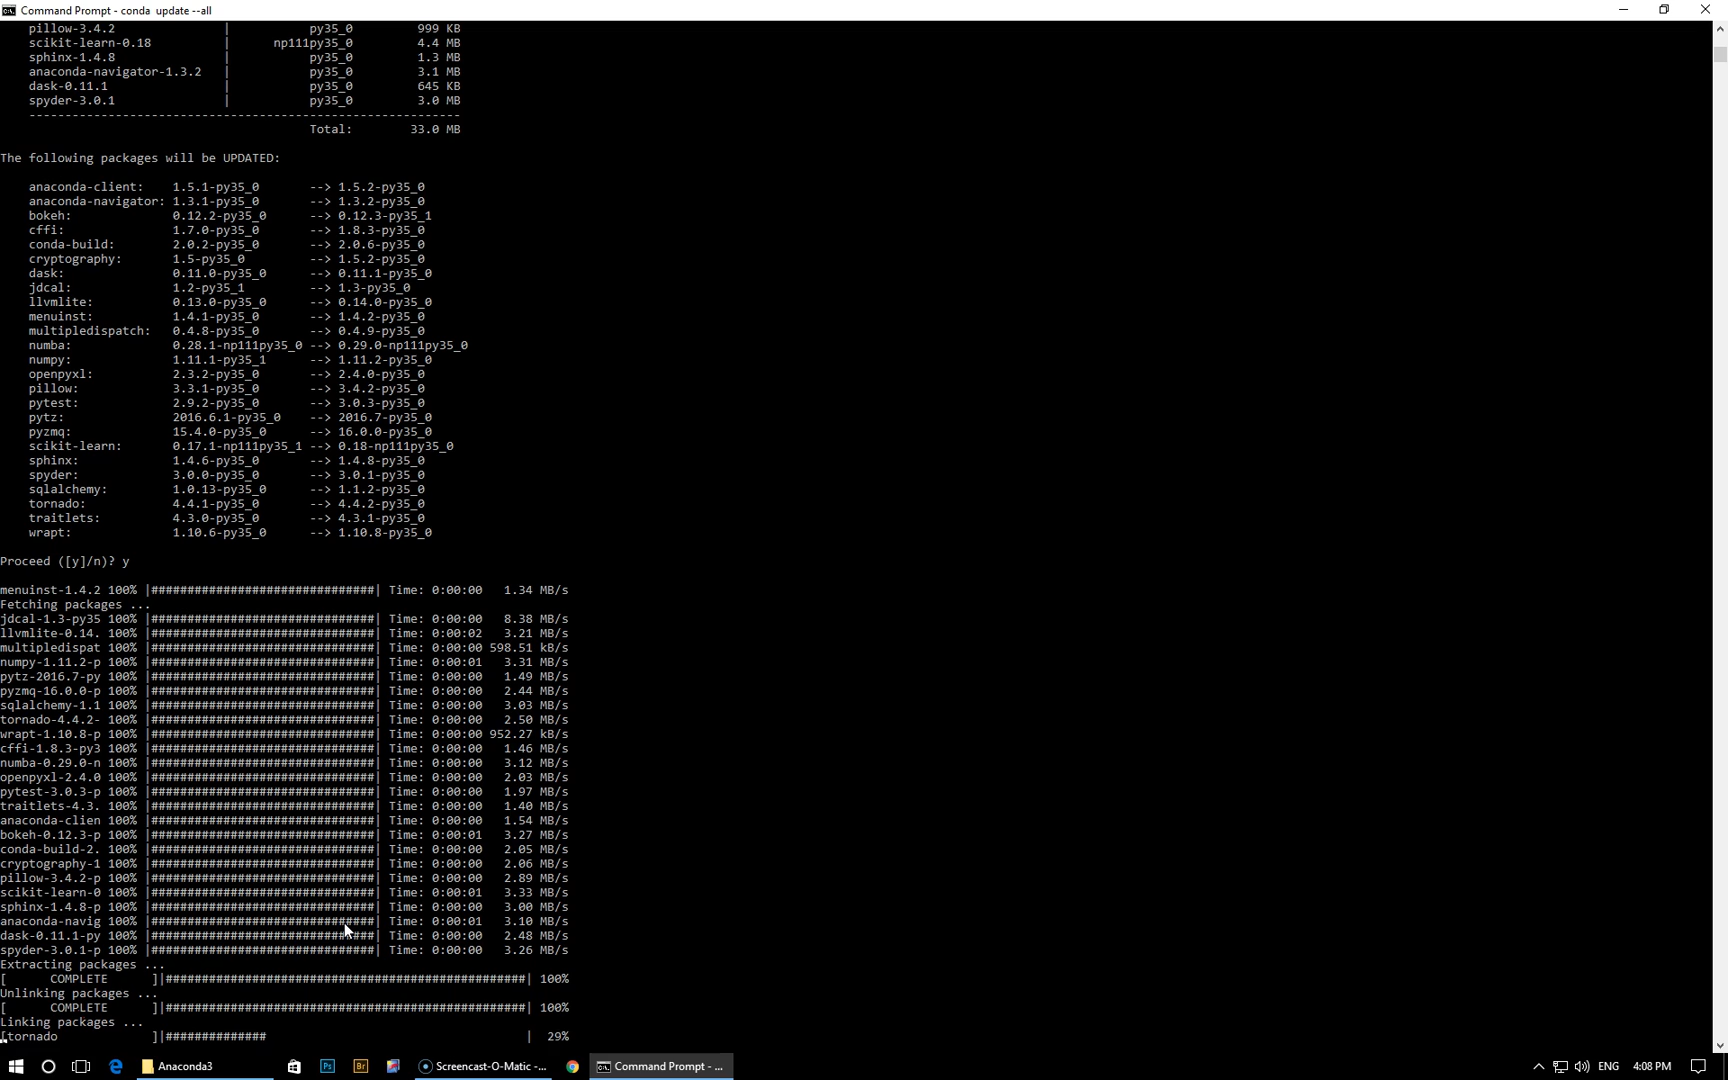 Command Prompt - conda  update --all
    pillow-3.4.2               |           py35_0         999 KB
    scikit-learn-0.18          |      np111py35_0         4.4 MB
    sphinx-1.4.8               |           py35_0         1.3 MB
    anaconda-navigator-1.3.2   |           py35_0         3.1 MB
    dask-0.11.1                |           py35_0         645 KB
    spyder-3.0.1               |           py35_0         3.0 MB
    ------------------------------------------------------------
                                           Total:        33.0 MB
The following packages will be UPDATED:
    anaconda-client:    1.5.1-py35_0       --> 1.5.2-py35_0
    anaconda-navigator: 1.3.1-py35_0       --> 1.3.2-py35_0
    bokeh:              0.12.2-py35_0      --> 0.12.3-py35_1
    cffi:               1.7.0-py35_0       --> 1.8.3-py35_0
    conda-build:        2.0.2-py35_0       --> 2.0.6-py35_0
    cryptography:       1.5-py35_0         --> 1.5.2-py35_0
    dask:               0.11.0-py35_0      --> 0.11.1-py35_0
    jdcal:              1.2-py35_1         --> 1.3-py35_0
    llvmlite:           0.13.0-py35_0      --> 0.14.0-py35_0
    menuinst:           1.4.1-py35_0       --> 1.4.2-py35_0
    multipledispatch:   0.4.8-py35_0       --> 0.4.9-py35_0
    numba:              0.28.1-np111py35_0 --> 0.29.0-np111py35_0
    numpy:              1.11.1-py35_1      --> 1.11.2-py35_0
    openpyxl:           2.3.2-py35_0       --> 2.4.0-py35_0
    pillow:             3.3.1-py35_0       --> 3.4.2-py35_0
    pytest:             2.9.2-py35_0       --> 3.0.3-py35_0
    pytz:               2016.6.1-py35_0    --> 2016.7-py35_0
    pyzmq:              15.4.0-py35_0      --> 16.0.0-py35_0
    scikit-learn:       0.17.1-np111py35_1 --> 0.18-np111py35_0
    sphinx:             1.4.6-py35_0       --> 1.4.8-py35_0
    spyder:             3.0.0-py35_0       --> 3.0.1-py35_0
    sqlalchemy:         1.0.13-py35_0      --> 1.1.2-py35_0
    tornado:            4.4.1-py35_0       --> 4.4.2-py35_0
    traitlets:          4.3.0-py35_0       --> 4.3.1-py35_0
    wrapt:              1.10.6-py35_0      --> 1.10.8-py35_0
Proceed ([y]/n)? y
menuinst-1.4.2 100% |###############################| Time: 0:00:00   1.34 MB/s
Fetching packages ...
jdcal-1.3-py35 100% |###############################| Time: 0:00:00   8.38 MB/s
llvmlite-0.14. 100% |###############################| Time: 0:00:02   3.21 MB/s
multipledispat 100% |###############################| Time: 0:00:00 598.51 kB/s
numpy-1.11.2-p 100% |###############################| Time: 0:00:01   3.31 MB/s
pytz-2016.7-py 100% |###############################| Time: 0:00:00   1.49 MB/s
pyzmq-16.0.0-p 100% |###############################| Time: 0:00:00   2.44 MB/s
sqlalchemy-1.1 100% |###############################| Time: 0:00:00   3.03 MB/s
tornado-4.4.2- 100% |###############################| Time: 0:00:00   2.50 MB/s
wrapt-1.10.8-p 100% |###############################| Time: 0:00:00 952.27 kB/s
cffi-1.8.3-py3 100% |###############################| Time: 0:00:00   1.46 MB/s
numba-0.29.0-n 100% |###############################| Time: 0:00:00   3.12 MB/s
openpyxl-2.4.0 100% |###############################| Time: 0:00:00   2.03 MB/s
pytest-3.0.3-p 100% |###############################| Time: 0:00:00   1.97 MB/s
traitlets-4.3. 100% |###############################| Time: 0:00:00   1.40 MB/s
anaconda-clien 100% |###############################| Time: 0:00:00   1.54 MB/s
bokeh-0.12.3-p 100% |###############################| Time: 0:00:01   3.27 MB/s
conda-build-2. 100% |###############################| Time: 0:00:00   2.05 MB/s
cryptography-1 100% |###############################| Time: 0:00:00   2.06 MB/s
pillow-3.4.2-p 100% |###############################| Time: 0:00:00   2.89 MB/s
scikit-learn-0 100% |###############################| Time: 0:00:01   3.33 MB/s
sphinx-1.4.8-p 100% |###############################| Time: 0:00:00   3.00 MB/s
anaconda-navig 100% |###############################| Time: 0:00:01   3.10 MB/s
dask-0.11.1-py 100% |###############################| Time: 0:00:00   2.48 MB/s
spyder-3.0.1-p 100% |###############################| Time: 0:00:00   3.26 MB/s
Extracting packages ...
[      COMPLETE      ]|##################################################| 100%
Unlinking packages ...
[      COMPLETE      ]|##################################################| 100%
Linking packages ...
[tornado             ]|##############                                    |  29%
Anaconda3 Ps Br Screencast-O-Matic -... Command Prompt - ... ENG 4:08 PM